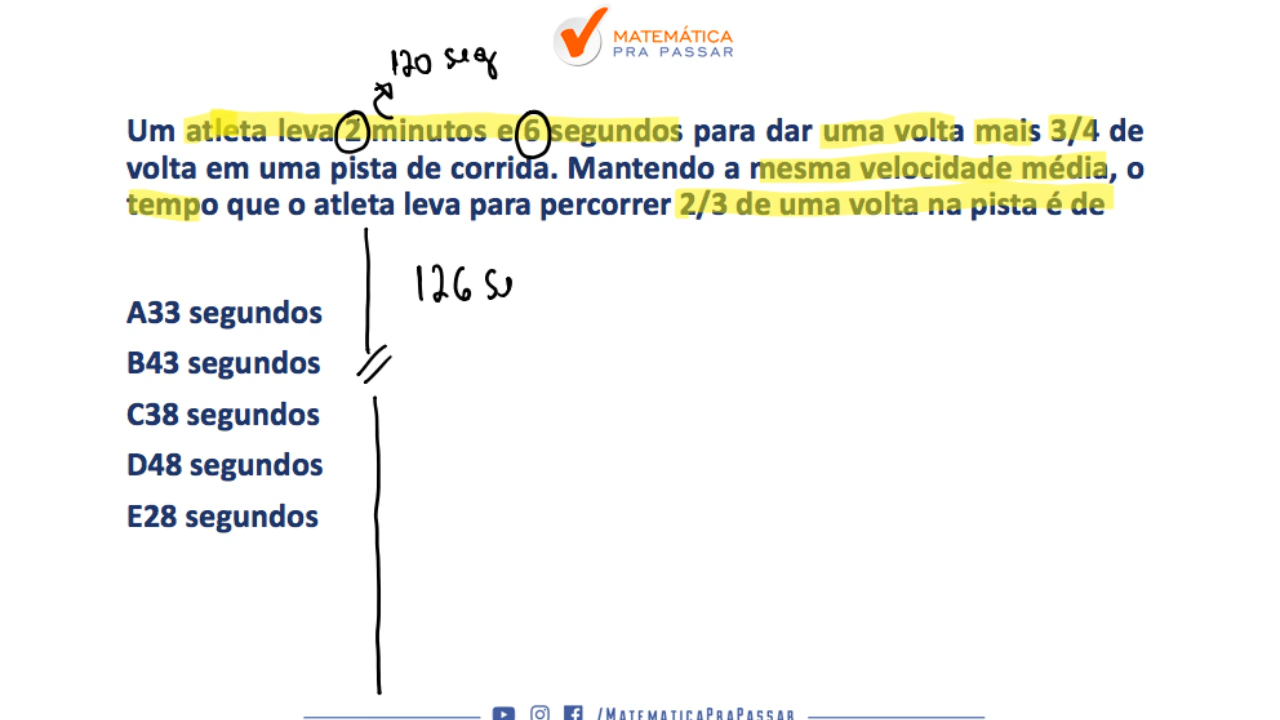 MATEMÁTICA
PRA PASSAR
120 seg
Um atleta leva 2 minutos e 6 segundos para dar uma volta mais 3/4 de
volta em uma pista de corrida. Mantendo a mesma velocidade média, o
tempo que o atleta leva para percorrer 2/3 de uma volta na pista é de
126 se
A33 segundos
B43 segundos
C38 segundos
D48 segundos
E28 segundos
/MATEMATICAPRAPASSAR